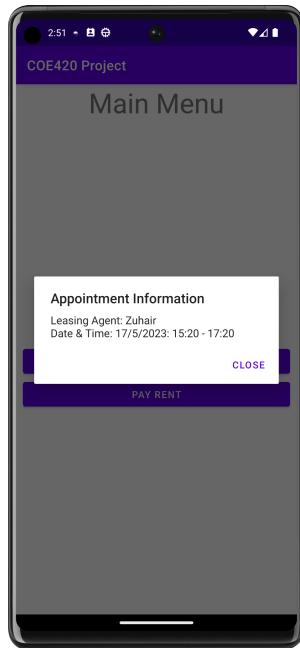 2:51
COE420 Project
Main Menu
Appointment Information
Leasing Agent: Zuhair
Date & Time: 17/5/2023: 15:20 - 17:20
CLOSE
PAY RENT